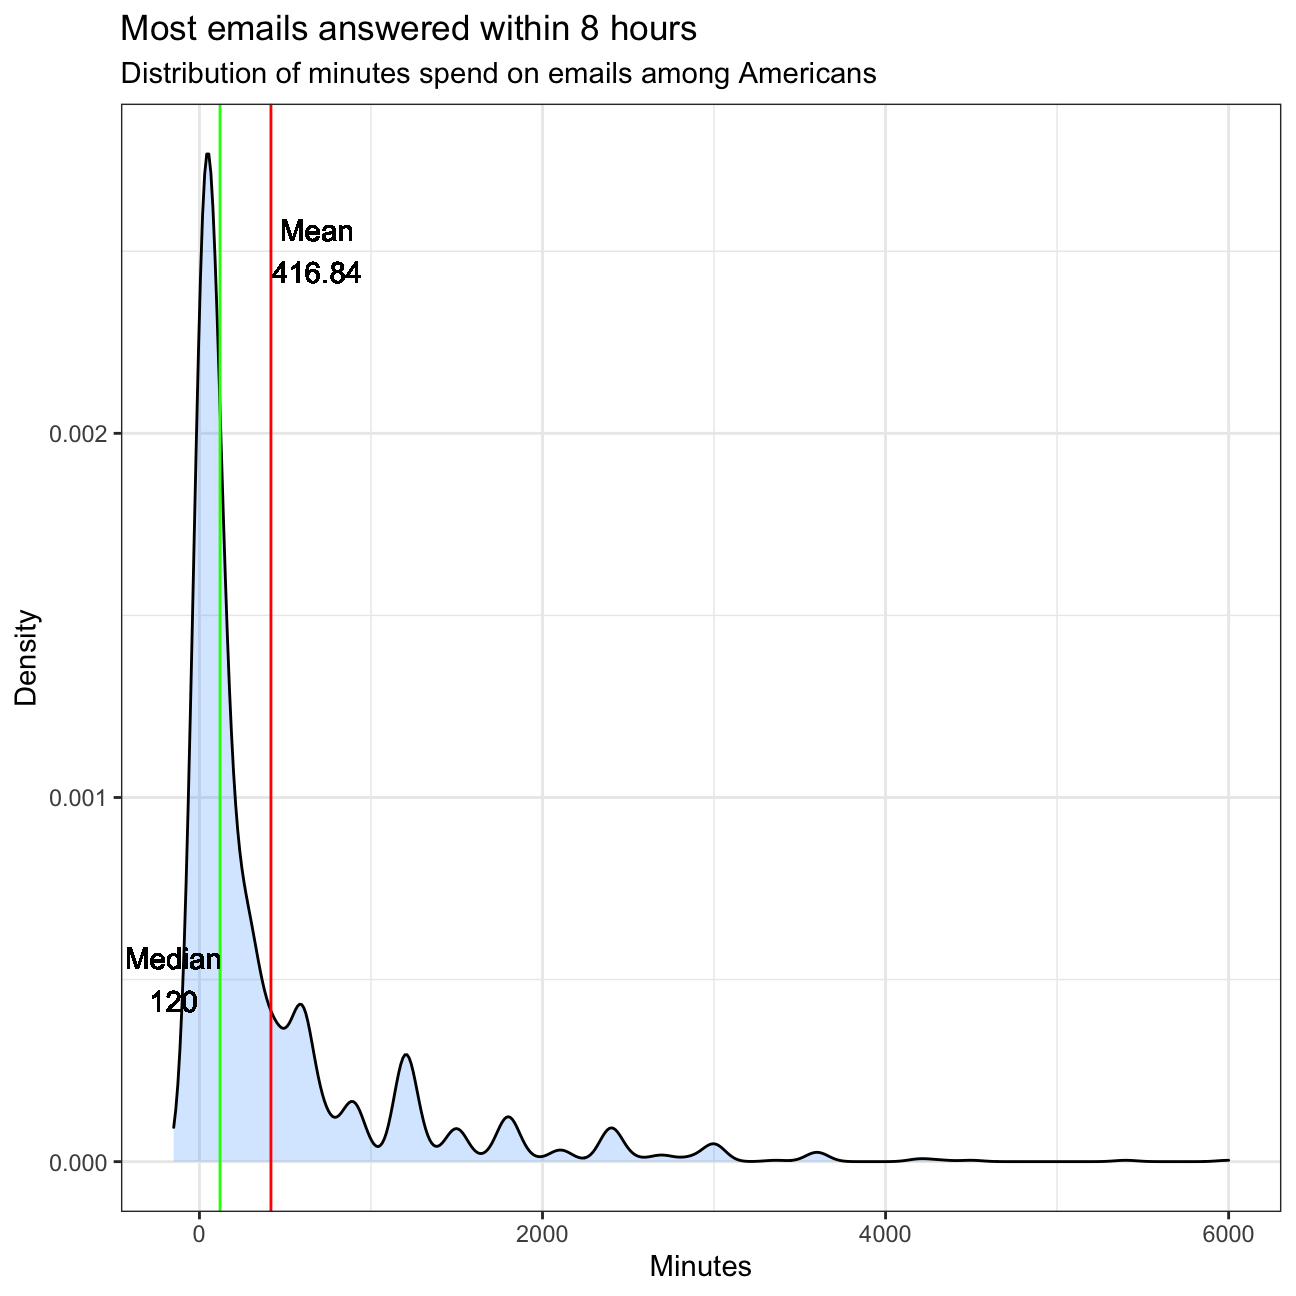 Most emails answered within 8 hours
Distribution of minutes spend on emails among Americans
Mean
416.84
0.002
Density
0.001
Median
120
0.000
0
2000
4000
6000
Minutes